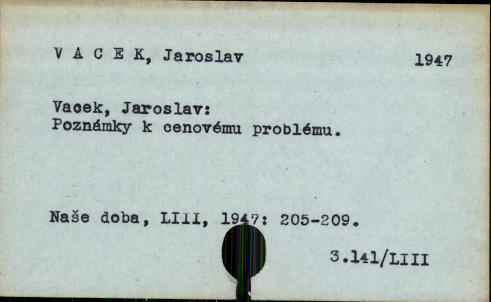 V A C E K, Jaroslav 1947
Vacek, Jaroslav:
Poznámky k cenovému problému.
Naše doba, LIII, 1947: 205-209.
3.141/LIII